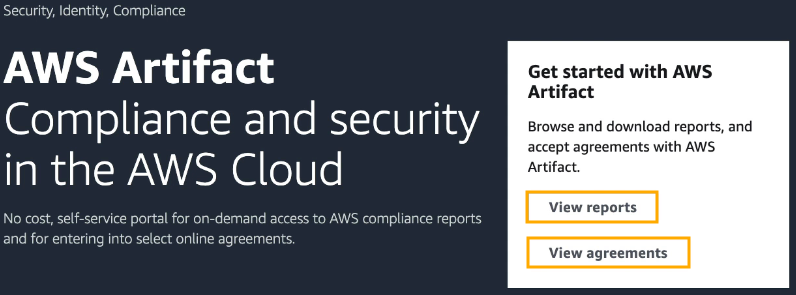 Security, Identity, Compliance
AWS Artifact
Compliance and security
in the AWS Cloud
No cost, self-service portal for on-demand access to AWS compliance reports
and for entering into select online agreements.
Get started with AWS
Artifact
Browse and download reports, and
accept agreements with AWS
Artifact.
View reports
View agreements